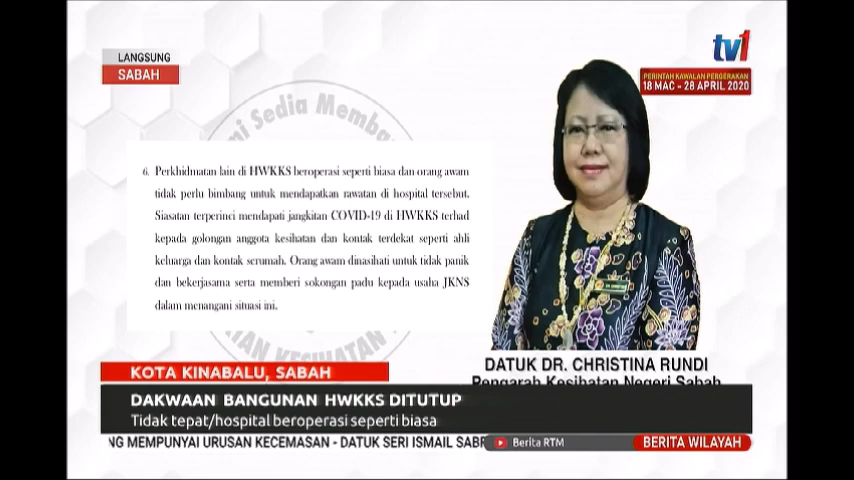 LANGSUNG
SABAH
tv1
PERINTAH KAWALAN PERGERAKAN
18 MAC - 28 APRIL 2020
Sedia Memba
6. Perkhidmatan lain di HWKKS beroperasi seperti biasa dan orang awam
tidak perlu bimbang untuk mendapatkan rawatan di hospital tersebut.
Siasatan terperinci mendapati jangkitan COVID-19 di HWKKS terhad
kepada golongan anggota kesihatan dan kontak terdekat seperti ahli
keluarga dan kontak serumah. Orang awam dinasihati untuk tidak panik
dan bekerjasama serta memberi sokongan padu kepada usaha JKNS
dalam menangani situasi ini.
KESIHATAN
DATUK DR. CHRISTINA RUNDI
Pengarah Kesihatan Negeri Sabah
KOTA KINABALU, SABAH
DAKWAAN BANGUNAN HWKKS DITUTUP
Tidak tepat/hospital beroperasi seperti biasa
NG MEMPUNYAI URUSAN KECEMASAN - DATUK SERI ISMAIL SABR
Berita RTM
BERITA WILAYAH